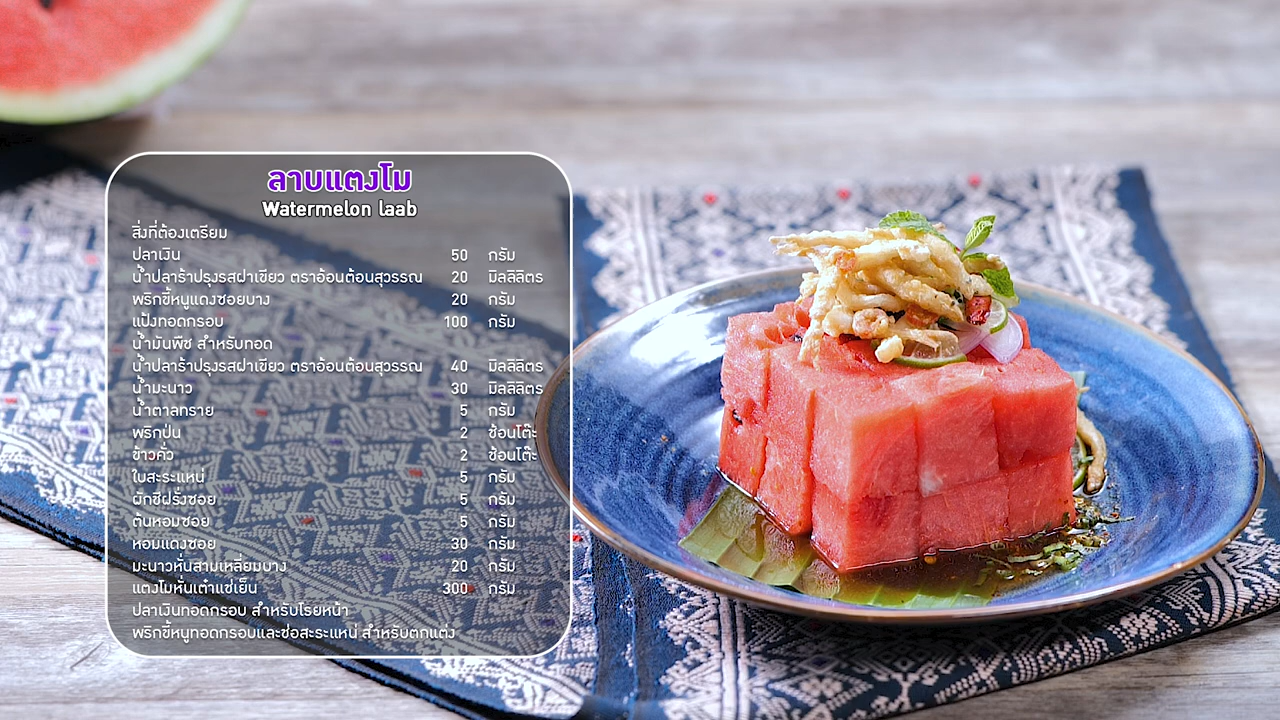 ลาบแตงโม
Watermelon laab
สิ่งที่ต้องเตรียม
ปลาเงิน 50 กรัม
น้ำปลาร้าปรุงรสฝาเขียว ตราอ้อนต้อนสุวรรณ 20 มิลลิลิตร
พริกขี้หนูแดงซอยบาง 20 กรัม
แป้งทอดกรอบ 100 กรัม
น้ำมันพืช สำหรับทอด
น้ำปลาร้าปรุงรสฝาเขียว ตราอ้อนต้อนสุวรรณ 40 มิลลิลิตร
น้ำมะนาว 30 มิลลิลิตร
น้ำตาลทราย 5 กรัม
พริกป่น 2 ช้อนโต๊ะ
ข้าวคั่ว 2 ช้อนโต๊ะ
ใบสะระแหน่ 5 กรัม
ผักชีฝรั่งซอย 5 กรัม
ต้นหอมซอย 5 กรัม
หอมแดงซอย 30 กรัม
มะนาวหั่นสามเหลี่ยมบาง 20 กรัม
แตงโมหั่นเต๋าแช่เย็น 300 กรัม
ปลาเงินทอดกรอบ สำหรับโรยหน้า
พริกขี้หนูทอดกรอบและช่อสะระแหน่ สำหรับตกแต่ง